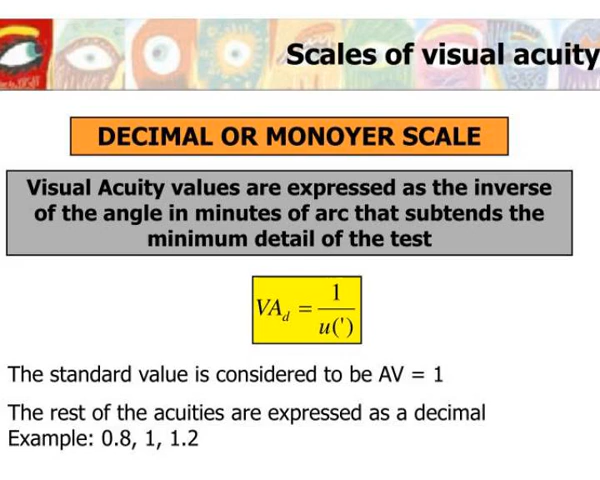 Scales of visual acuity
DECIMAL OR MONOYER SCALE
Visual Acuity values are expressed as the inverse
of the angle in minutes of arc that subtends the
minimum detail of the test
VA_d = 1 / u(')
The standard value is considered to be AV = 1
The rest of the acuities are expressed as a decimal
Example: 0.8, 1, 1.2